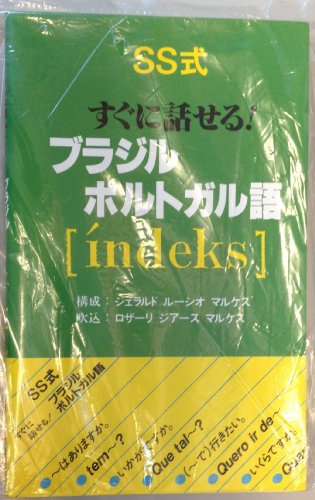 SS式
すぐに話せる!
ブラジル
ポルトガル語
[índeks]
構成:ジェラルド ルーシオ マルケス
吹込:ロザーリ ジアース マルケス
SS式
すぐに話せる!
ブラジル
ポルトガル語
〜はありますか。
tem〜?
いかがですか。
Que tal〜?
(〜で)行きたい。
Quero ir de〜
いくらですか。